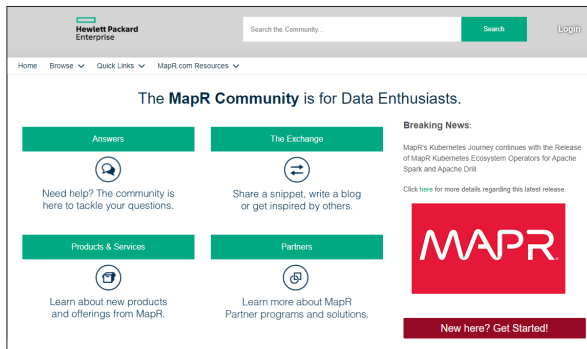 Hewlett Packard
Enterprise
Search the Community...
Search
Login
Home Browse Quick Links MapR.com Resources
The MapR Community is for Data Enthusiasts.
Answers
Need help? The community is
here to tackle your questions.
The Exchange
Share a snippet, write a blog
or get inspired by others.
Products & Services
Learn about new products
and offerings from MapR.
Partners
Learn more about MapR
Partner programs and solutions.
Breaking News:
MapR's Kubernetes Journey continues with the Release
of MapR Kubernetes Ecosystem Operators for Apache
Spark and Apache Drill
Click here for more details regarding this latest release.
MAPR
New here? Get Started!